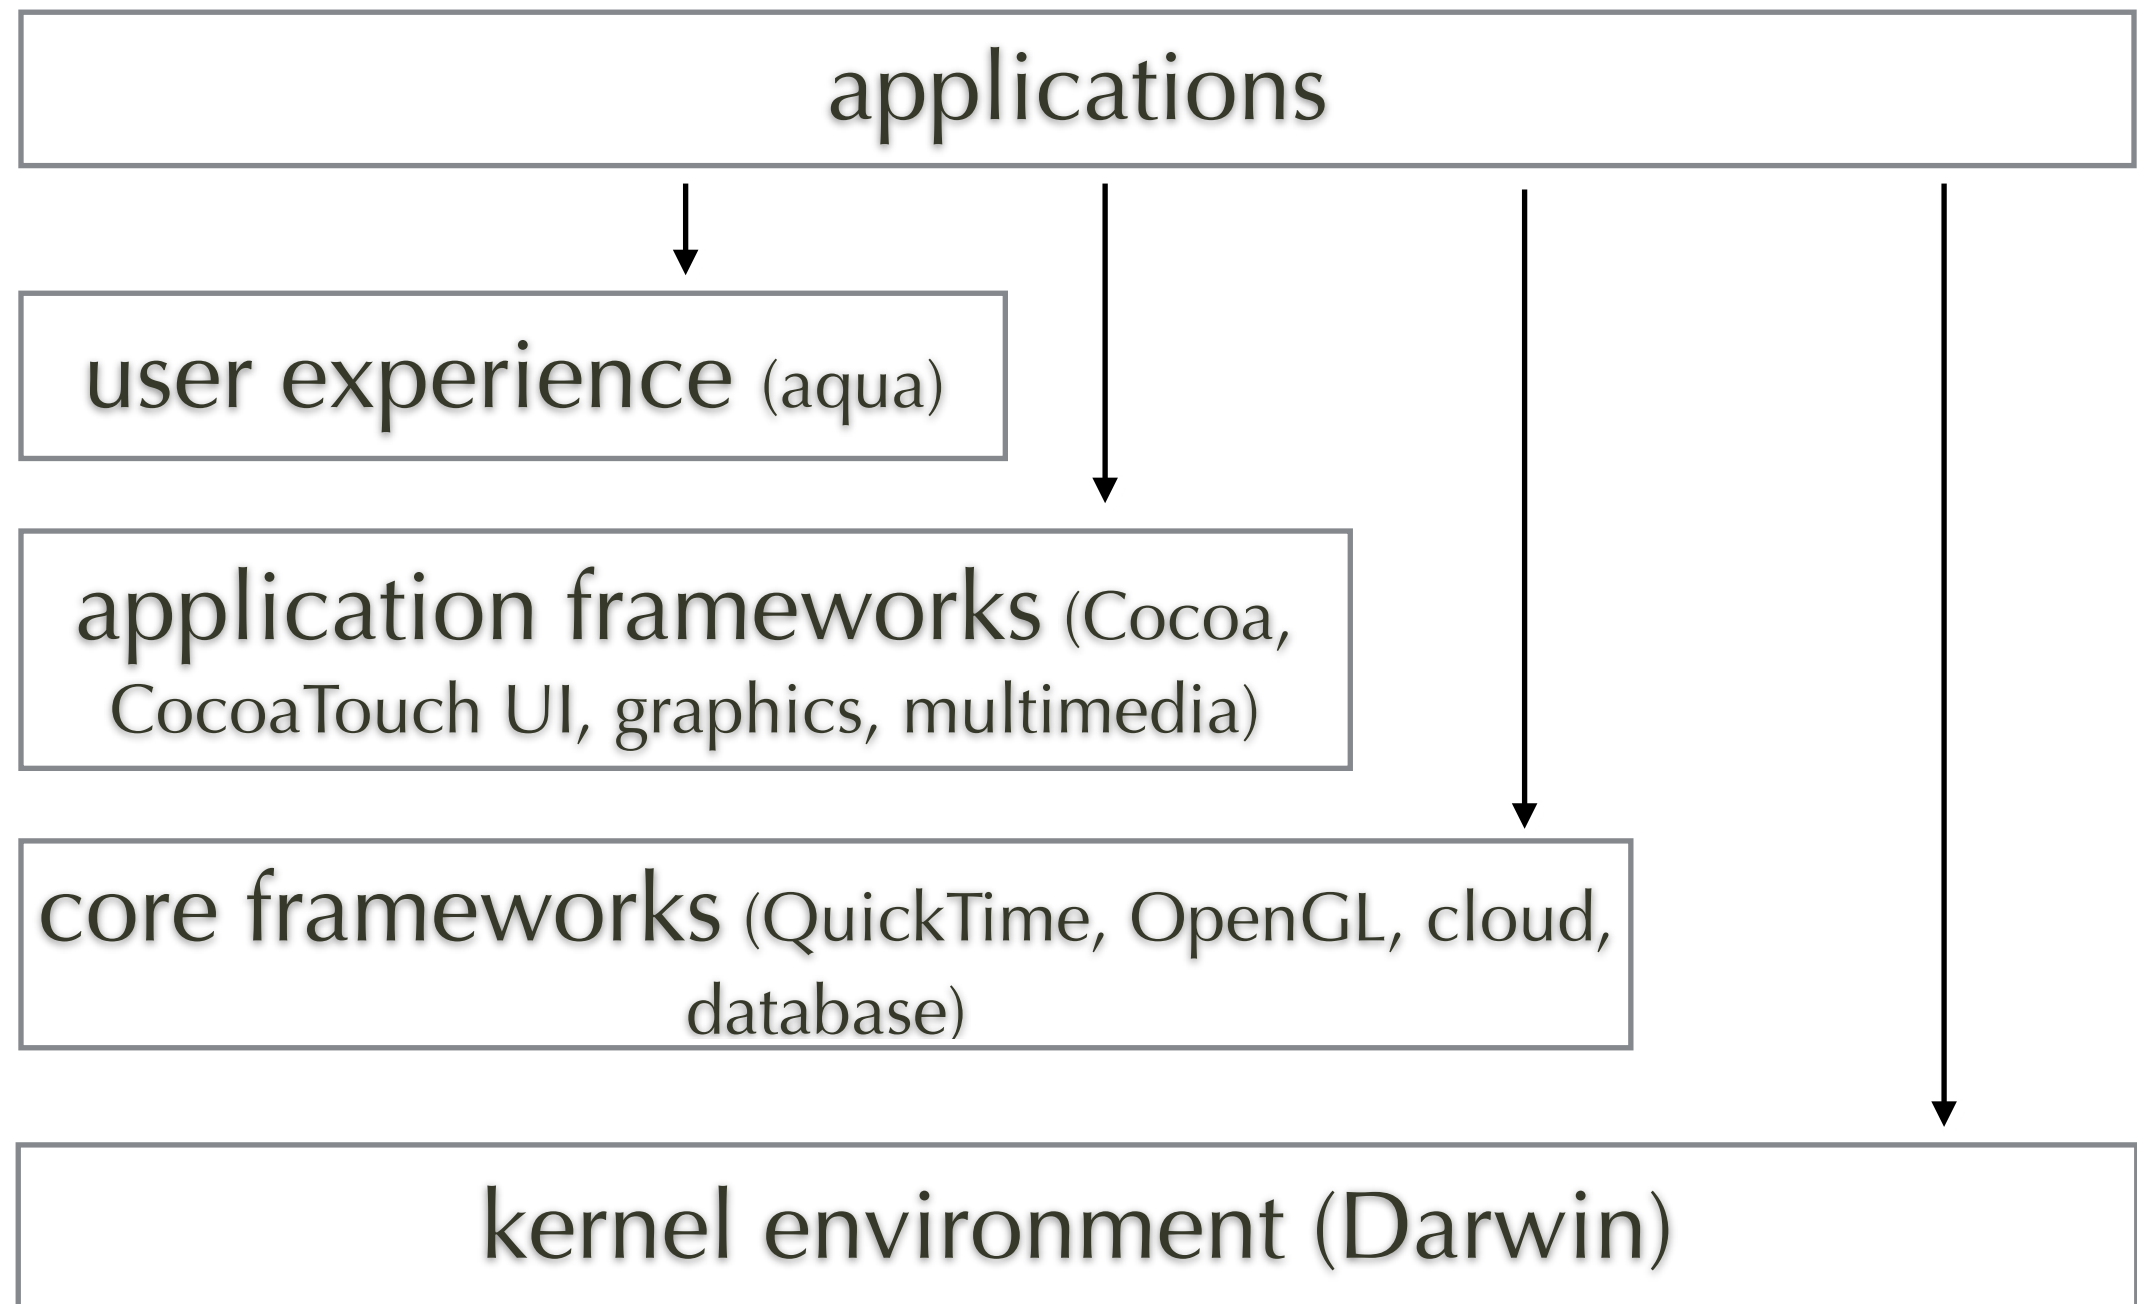 applications
user experience (aqua)
application frameworks (Cocoa,
CocoaTouch UI, graphics, multimedia)
core frameworks (QuickTime, OpenGL, cloud,
database)
kernel environment (Darwin)